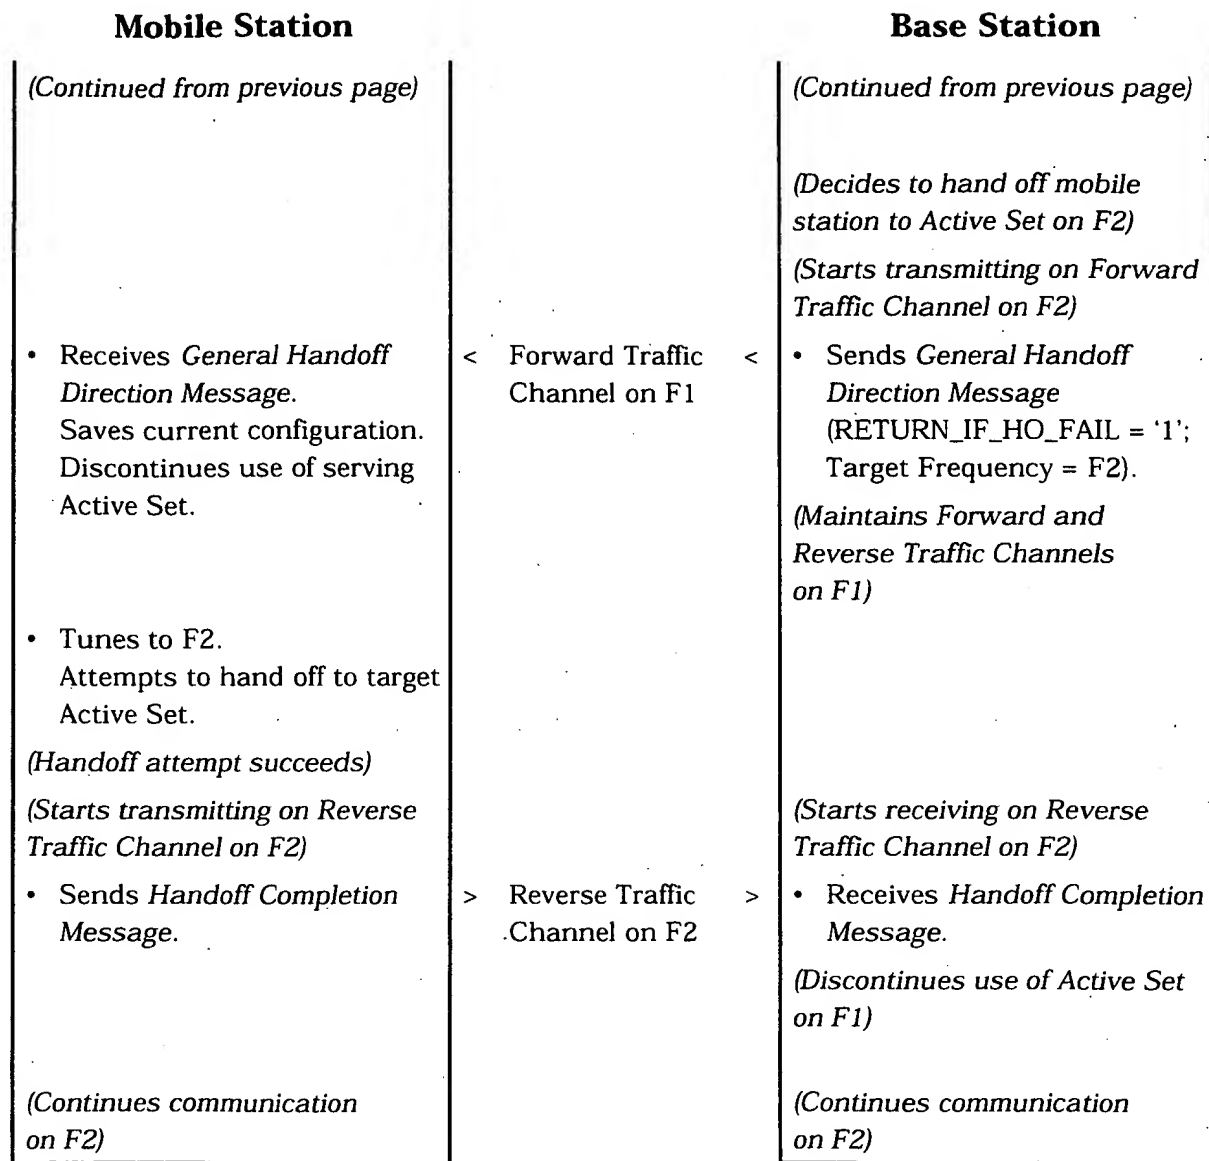 Mobile Station Base Station
(Continued from previous page) (Continued from previous page)
(Decides to hand off mobile
station to Active Set on F2)
(Starts transmitting on Forward
Traffic Channel on F2)
• Receives General Handoff < Forward Traffic < • Sends General Handoff
Direction Message. Channel on F1 Direction Message
Saves current configuration. (RETURN_IF_HO_FAIL = ‘1’;
Discontinues use of serving Target Frequency = F2).
Active Set. (Maintains Forward and
Reverse Traffic Channels
on F1)
• Tunes to F2.
Attempts to hand off to target
Active Set.
(Handoff attempt succeeds)
(Starts transmitting on Reverse (Starts receiving on Reverse
Traffic Channel on F2) Traffic Channel on F2)
• Sends Handoff Completion > Reverse Traffic > • Receives Handoff Completion
Message. Channel on F2 Message.
(Discontinues use of Active Set
on F1)
(Continues communication (Continues communication
on F2) on F2)